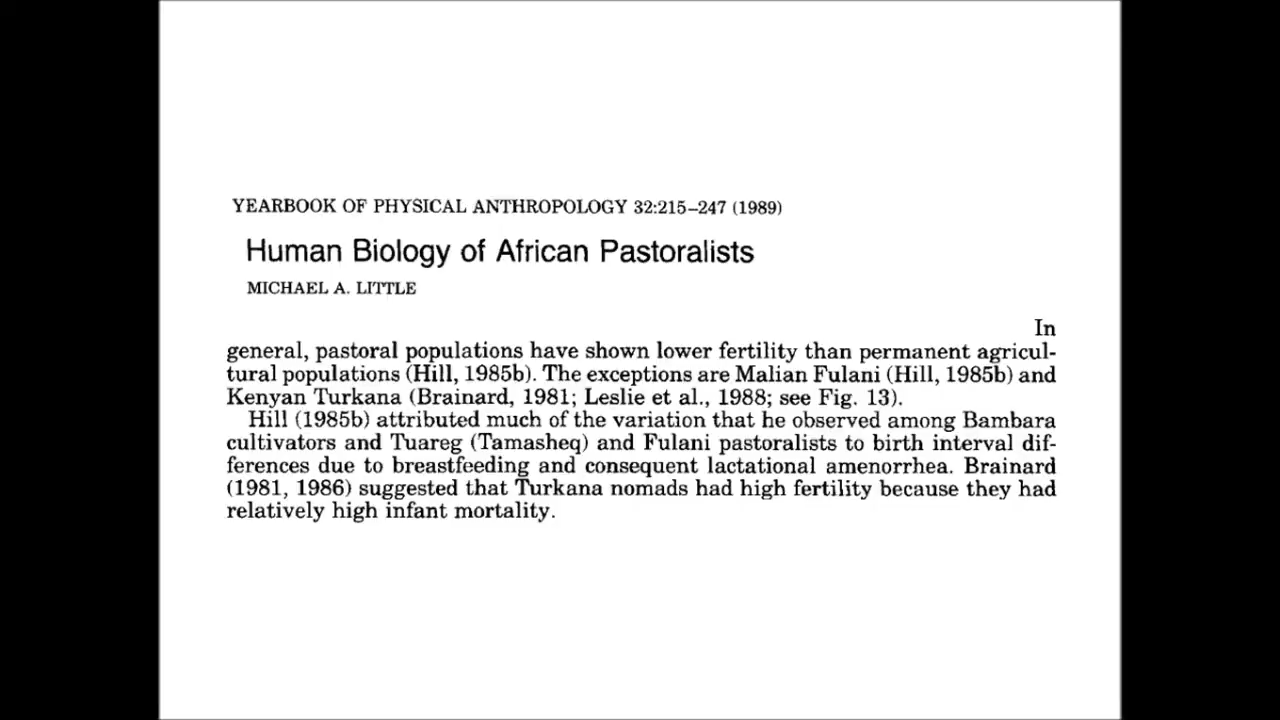 YEARBOOK OF PHYSICAL ANTHROPOLOGY 32:215–247 (1989)
Human Biology of African Pastoralists
MICHAEL A. LITTLE
In
general, pastoral populations have shown lower fertility than permanent agricul-
tural populations (Hill, 1985b). The exceptions are Malian Fulani (Hill, 1985b) and
Kenyan Turkana (Brainard, 1981; Leslie et al., 1988; see Fig. 13).
Hill (1985b) attributed much of the variation that he observed among Bambara
cultivators and Tuareg (Tamasheq) and Fulani pastoralists to birth interval dif-
ferences due to breastfeeding and consequent lactational amenorrhea. Brainard
(1981, 1986) suggested that Turkana nomads had high fertility because they had
relatively high infant mortality.